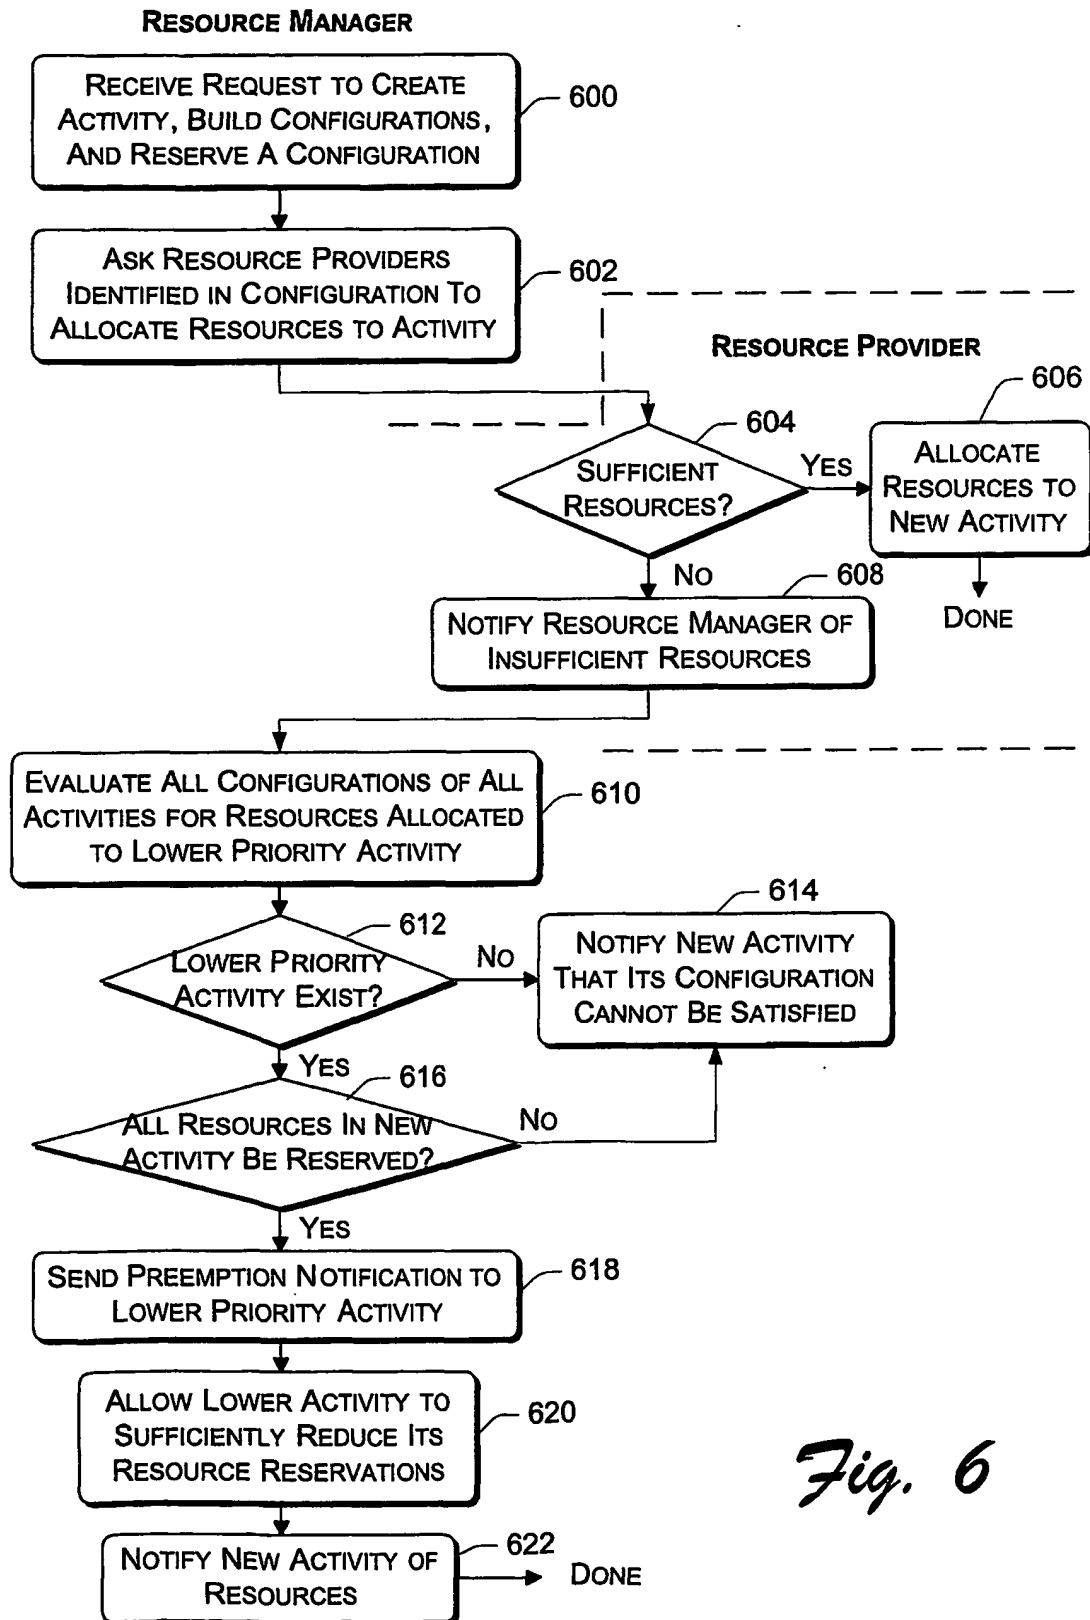 RESOURCE MANAGER
RECEIVE REQUEST TO CREATE
ACTIVITY, BUILD CONFIGURATIONS,
AND RESERVE A CONFIGURATION
600
ASK RESOURCE PROVIDERS
IDENTIFIED IN CONFIGURATION TO
ALLOCATE RESOURCES TO ACTIVITY
602
RESOURCE PROVIDER
604
SUFFICIENT
RESOURCES?
YES
606
ALLOCATE
RESOURCES TO
NEW ACTIVITY
DONE
NO
608
NOTIFY RESOURCE MANAGER OF
INSUFFICIENT RESOURCES
EVALUATE ALL CONFIGURATIONS OF ALL
ACTIVITIES FOR RESOURCES ALLOCATED
TO LOWER PRIORITY ACTIVITY
610
612
LOWER PRIORITY
ACTIVITY EXIST?
NO
614
NOTIFY NEW ACTIVITY
THAT ITS CONFIGURATION
CANNOT BE SATISFIED
YES
616
ALL RESOURCES IN NEW
ACTIVITY BE RESERVED?
NO
YES
SEND PREEMPTION NOTIFICATION TO
LOWER PRIORITY ACTIVITY
618
ALLOW LOWER ACTIVITY TO
SUFFICIENTLY REDUCE ITS
RESOURCE RESERVATIONS
620
NOTIFY NEW ACTIVITY OF
RESOURCES
622
DONE
Fig. 6